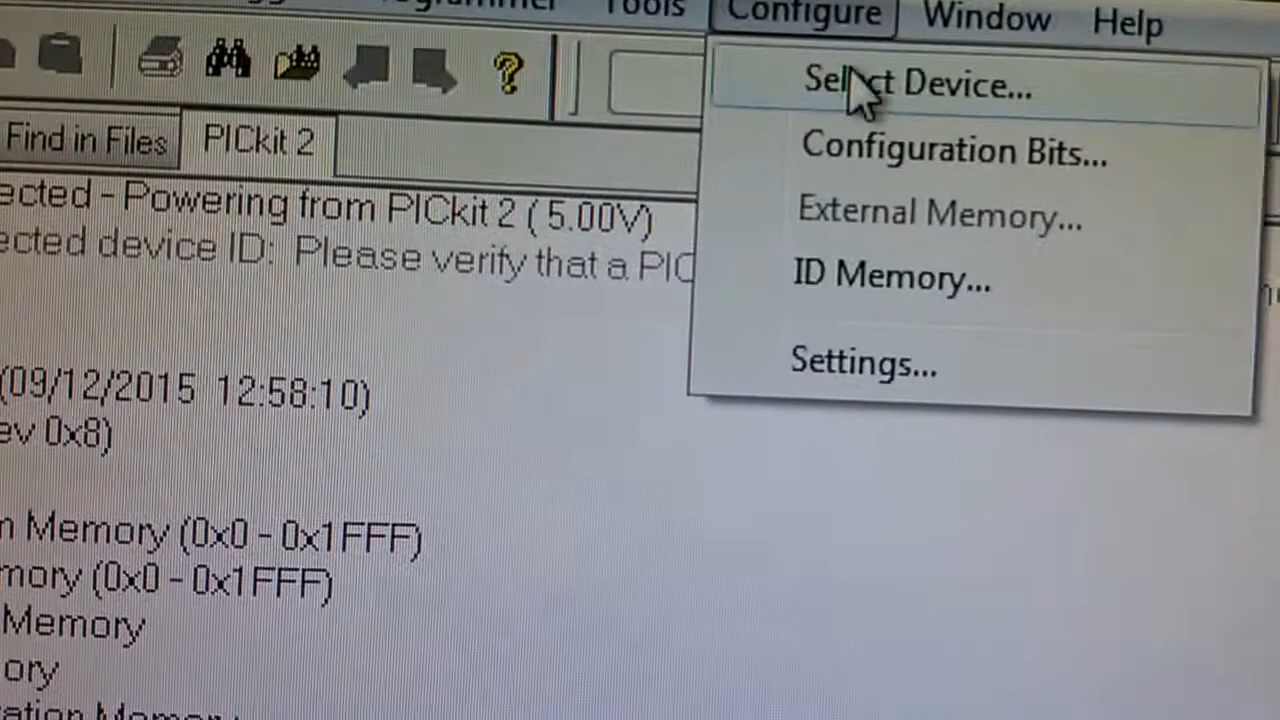 Tools Configure Window Help
Select Device...
Configuration Bits...
External Memory...
ID Memory...
Settings...
Find in Files PICkit 2
ected - Powering from PICkit 2 ( 5.00V)
ected device ID: Please verify that a PIC
(09/12/2015 12:58:10)
ev 0x8)
n Memory (0x0 - 0x1FFF)
mory (0x0 - 0x1FFF)
Memory
ory
ation Memory